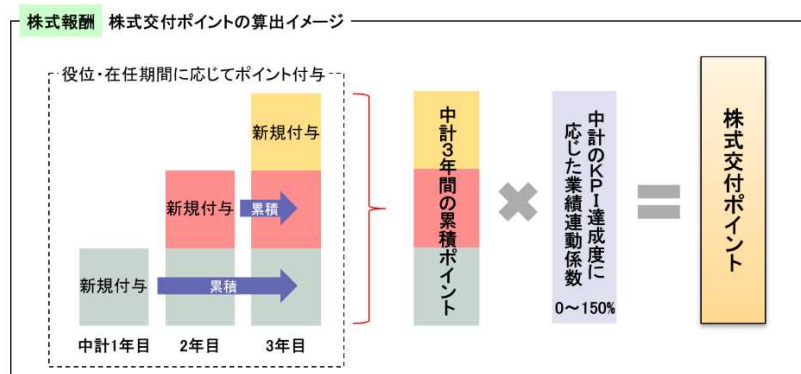 株式報酬 株式交付ポイントの算出イメージ
役位・在任期間に応じてポイント付与
新規付与
新規付与
累積
新規付与
累積
中計1年目
2年目
3年目
中計3年間の累積ポイント
中計のKPI達成度に
応じた業績連動係数
0～150%
株式交付ポイント